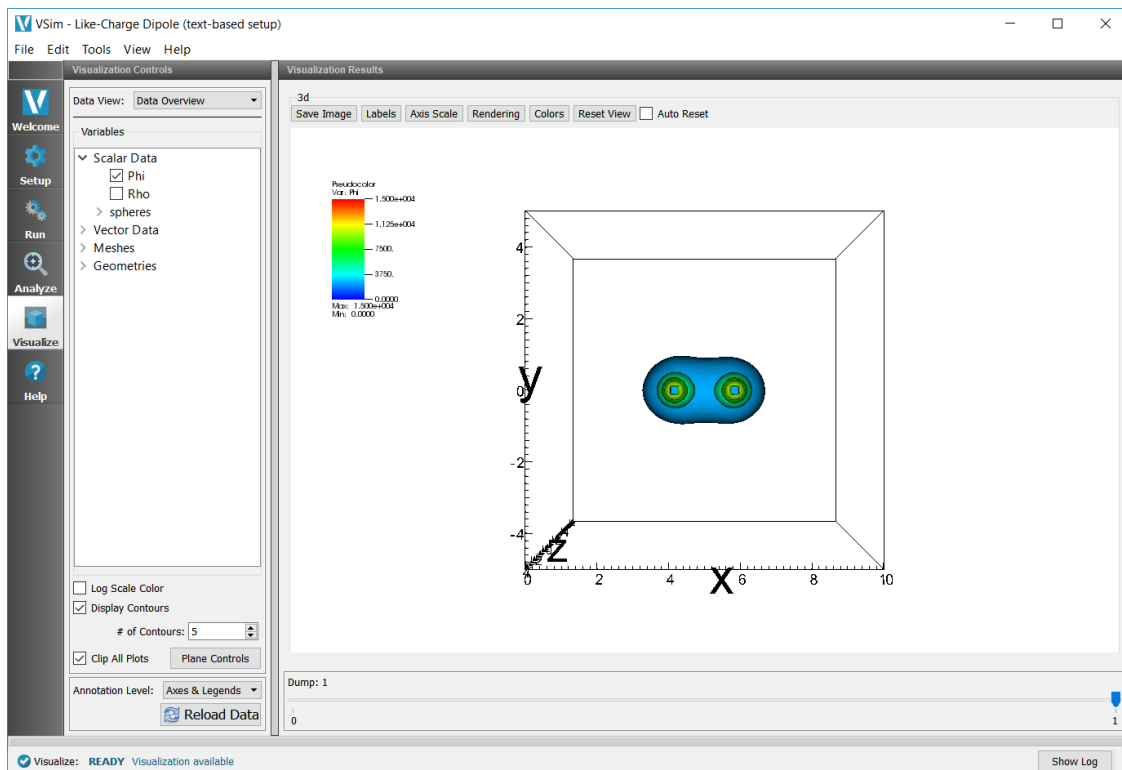 VSim - Like-Charge Dipole (text-based setup)
File Edit Tools View Help
Visualization Controls
Data View: Data Overview
Variables
Scalar Data
Phi
Rho
spheres
Vector Data
Meshes
Geometries
Log Scale Color
Display Contours
# of Contours: 5
Clip All Plots Plane Controls
Annotation Level: Axes & Legends
Reload Data
Welcome
Setup
Run
Analyze
Visualize
Help
Visualization Results
3d
Save Image Labels Axis Scale Rendering Colors Reset View Auto Reset
Pseudocolor
Var: Phi
1.500e+004
1.125e+004
7500.
3750.
0.0000
Max: 1.500e+004
Min: 0.0000
4
2
y
0
-2
-4
z
0 2 4 6 8 10
x
Dump: 1
0 1
Visualize: READY Visualization available
Show Log